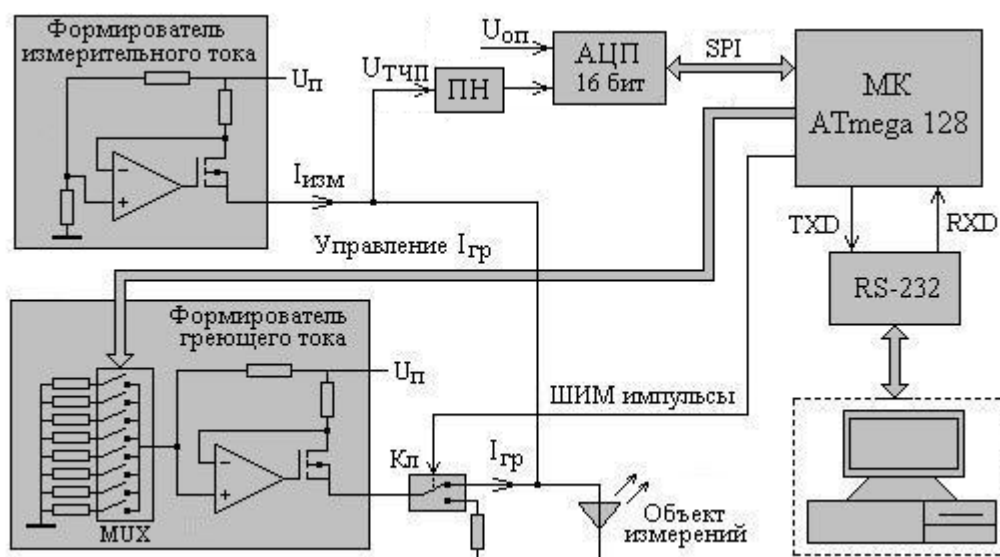 Формирователь
измерительного тока
Uп
Iизм
UТЧП
ПН
Uоп
АЦП
16 бит
SPI
МК
ATmega 128
TXD
RXD
RS-232
Управление Iгр
Формирователь
греющего тока
Uп
MUX
ШИМ импульсы
Кл
Iгр
Объект
измерений